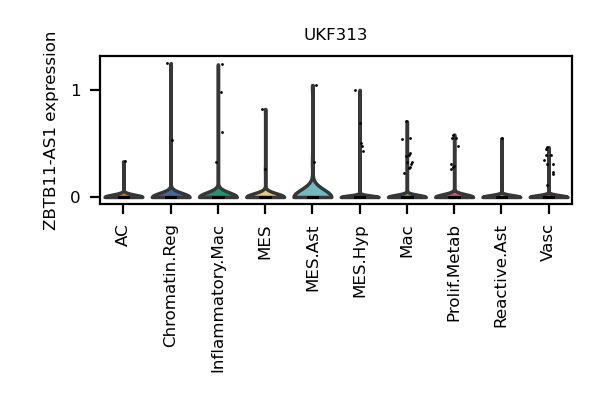 UKF313
ZBTB11-AS1 expression
1
0
AC
Chromatin.Reg
Inflammatory.Mac
MES
MES.Ast
MES.Hyp
Mac
Prolif.Metab
Reactive.Ast
Vasc